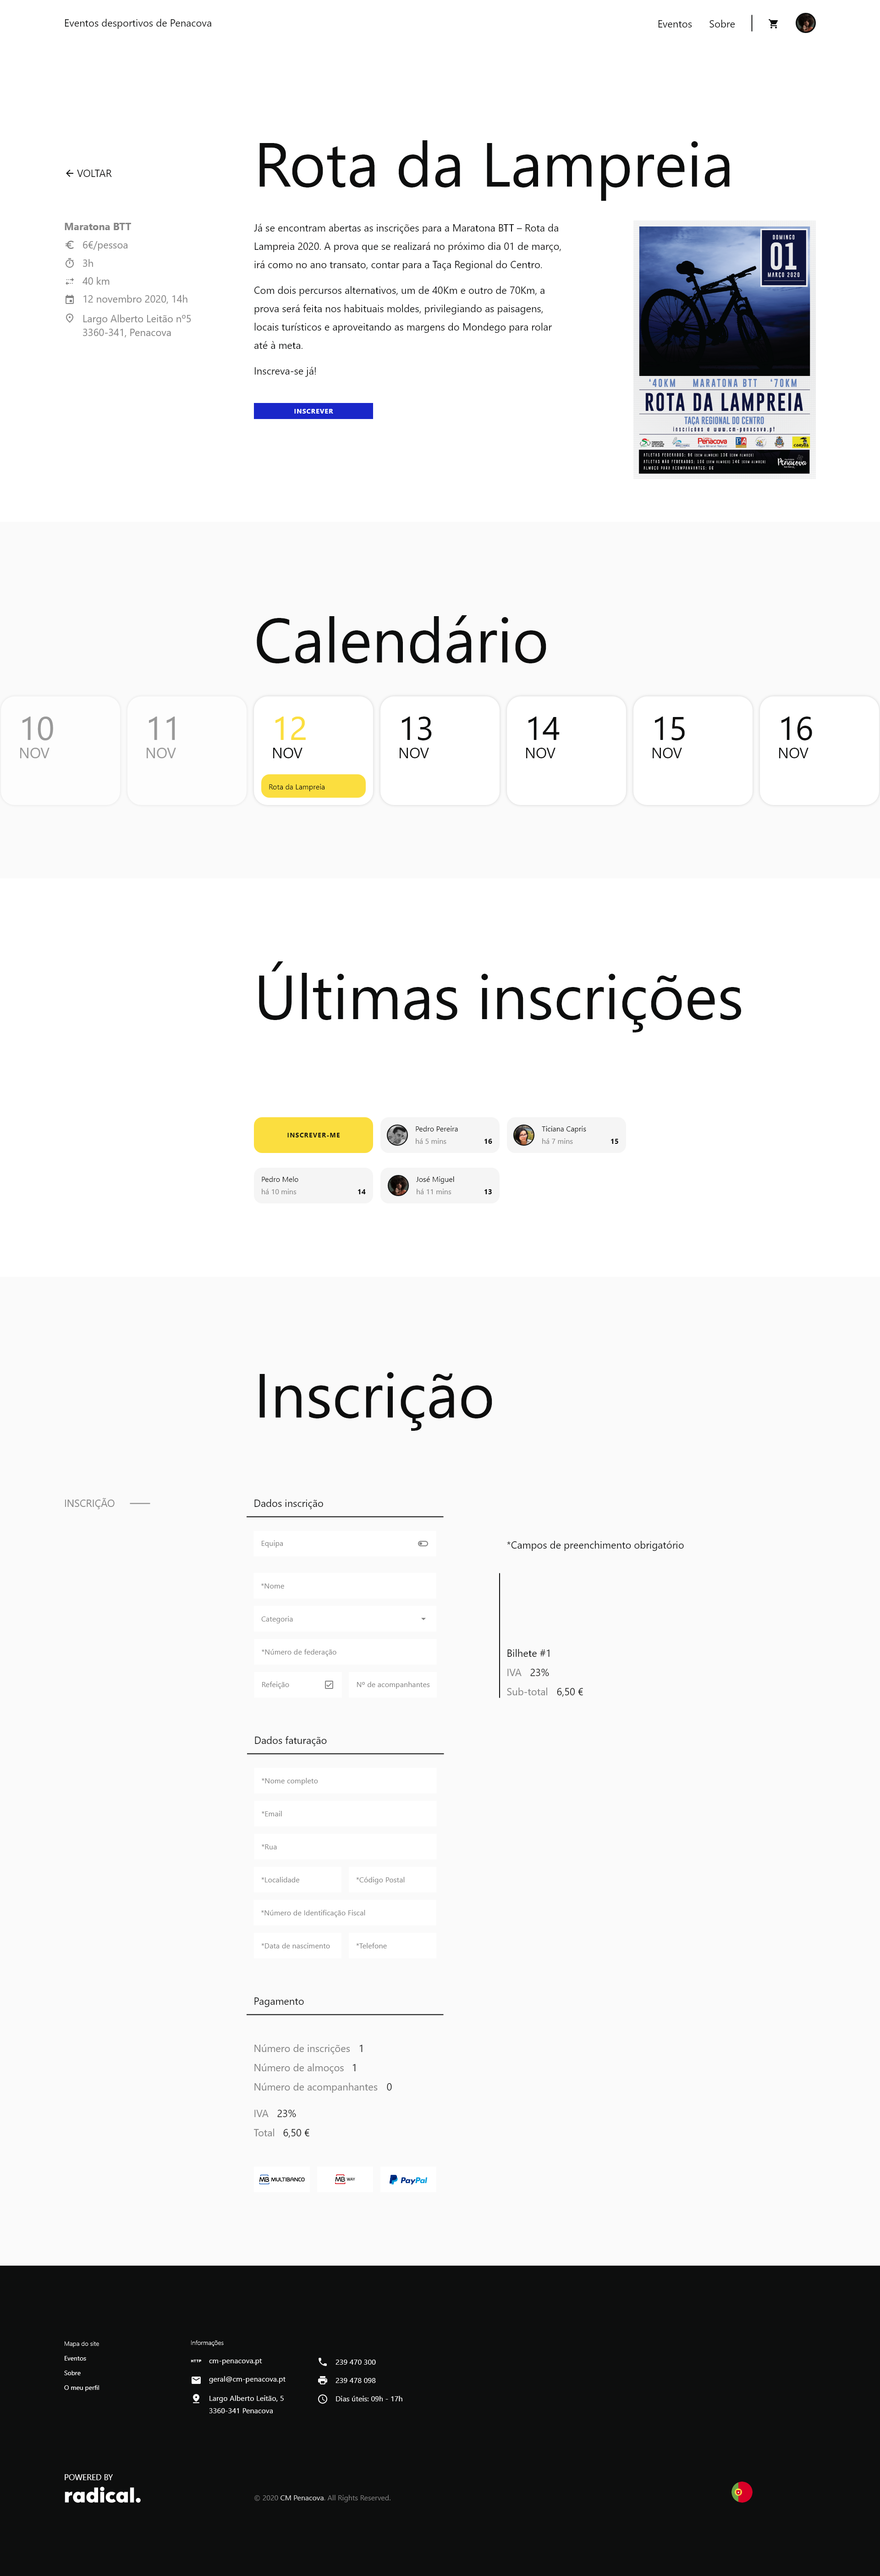 Eventos desportivos de Penacova
Eventos
Sobre
Rota da Lampreia
VOLTAR
Maratona BTT
6€/pessoa
3h
40 km
12 novembro 2020, 14h
Largo Alberto Leitão nº5
3360-341, Penacova
Já se encontram abertas as inscrições para a Maratona BTT – Rota da
Lampreia 2020. A prova que se realizará no próximo dia 01 de março,
irá como no ano transato, contar para a Taça Regional do Centro.
Com dois percursos alternativos, um de 40Km e outro de 70Km, a
prova será feita nos habituais moldes, privilegiando as paisagens,
locais turísticos e aproveitando as margens do Mondego para rolar
até à meta.
Inscreva-se já!
INSCREVER
DOMINGO
01
MARÇO 2020
'40KM MARATONA BTT '70KM
ROTA DA LAMPREIA
TAÇA REGIONAL DO CENTRO
inscrições e www.cm-penacova.pt
Penacova
Penacova
Calendário
10
NOV
11
NOV
12
NOV
Rota da Lampreia
13
NOV
14
NOV
15
NOV
16
NOV
Últimas inscrições
INSCREVER-ME
Pedro Pereira
há 5 mins
16
Ticiana Capris
há 7 mins
15
Pedro Melo
há 10 mins
14
José Miguel
há 11 mins
13
Inscrição
INSCRIÇÃO
Dados inscrição
Equipa
*Campos de preenchimento obrigatório
*Nome
Categoria
*Número de federação
Refeição
Nº de acompanhantes
Bilhete #1
IVA 23%
Sub-total 6,50 €
Dados faturação
*Nome completo
*Email
*Rua
*Localidade
*Código Postal
*Número de Identificação Fiscal
*Data de nascimento
*Telefone
Pagamento
Número de inscrições 1
Número de almoços 1
Número de acompanhantes 0
IVA 23%
Total 6,50 €
MB MULTIBANCO
MB WAY
PayPal
Mapa do site
Eventos
Sobre
O meu perfil
Informações
HTTP cm-penacova.pt
geral@cm-penacova.pt
Largo Alberto Leitão, 5
3360-341 Penacova
239 470 300
239 478 098
Dias úteis: 09h - 17h
POWERED BY
radical.
© 2020 CM Penacova. All Rights Reserved.